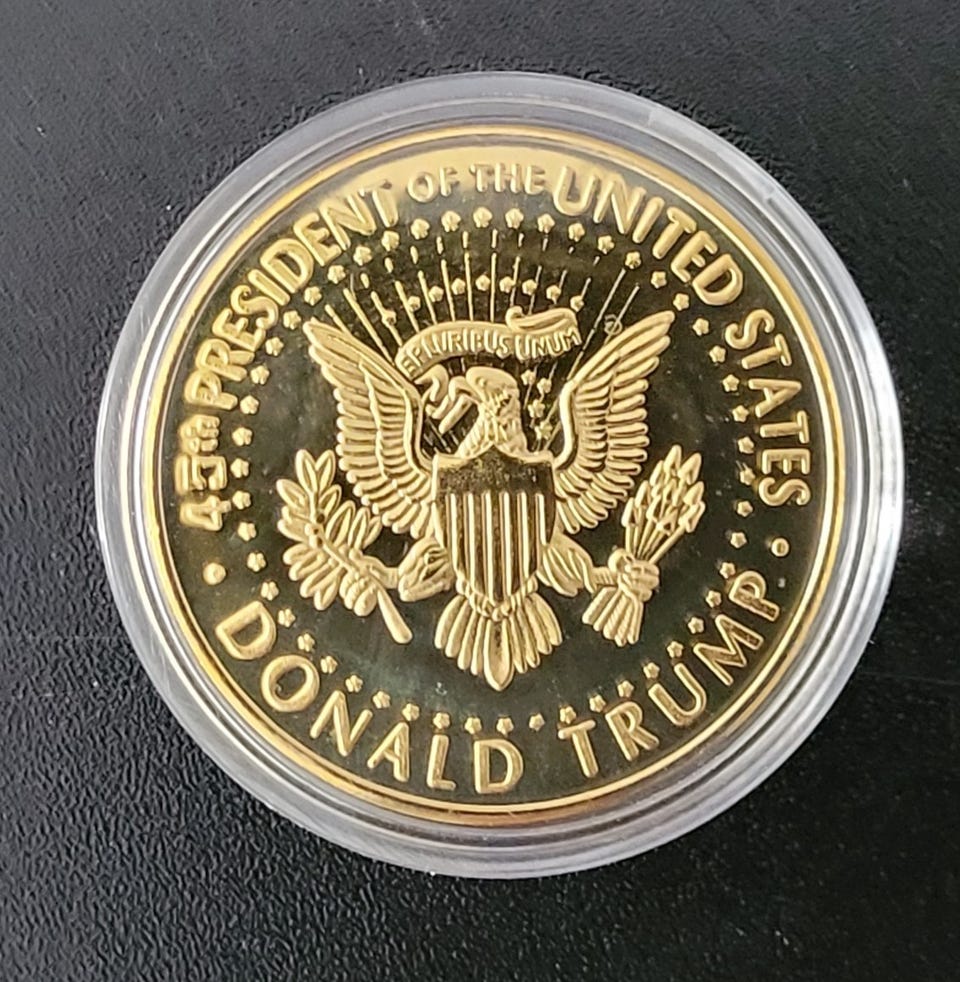 45th PRESIDENT OF THE UNITED STATES
E PLURIBUS UNUM
DONALD TRUMP